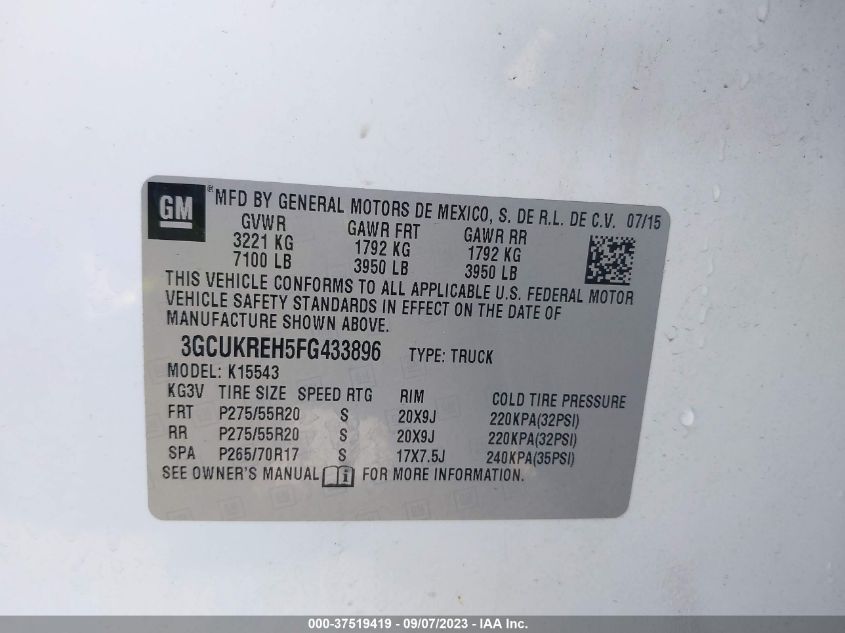 GM ® MFD BY GENERAL MOTORS DE MEXICO, S. DE R.L. DE C.V. 07/15
GVWR GAWR FRT GAWR RR
3221 KG 1792 KG 1792 KG
7100 LB 3950 LB 3950 LB
THIS VEHICLE CONFORMS TO ALL APPLICABLE U.S. FEDERAL MOTOR
VEHICLE SAFETY STANDARDS IN EFFECT ON THE DATE OF
MANUFACTURE SHOWN ABOVE.
3GCUKREH5FG433896 TYPE: TRUCK
MODEL: K15543
KG3V TIRE SIZE SPEED RTG RIM COLD TIRE PRESSURE
FRT P275/55R20 S 20X9J 220KPA(32PSI)
RR P275/55R20 S 20X9J 220KPA(32PSI)
SPA P265/70R17 S 17X7.5J 240KPA(35PSI)
SEE OWNER'S MANUAL i FOR MORE INFORMATION.
000-37519419 - 09/07/2023 - © IAA - IAAI.COM